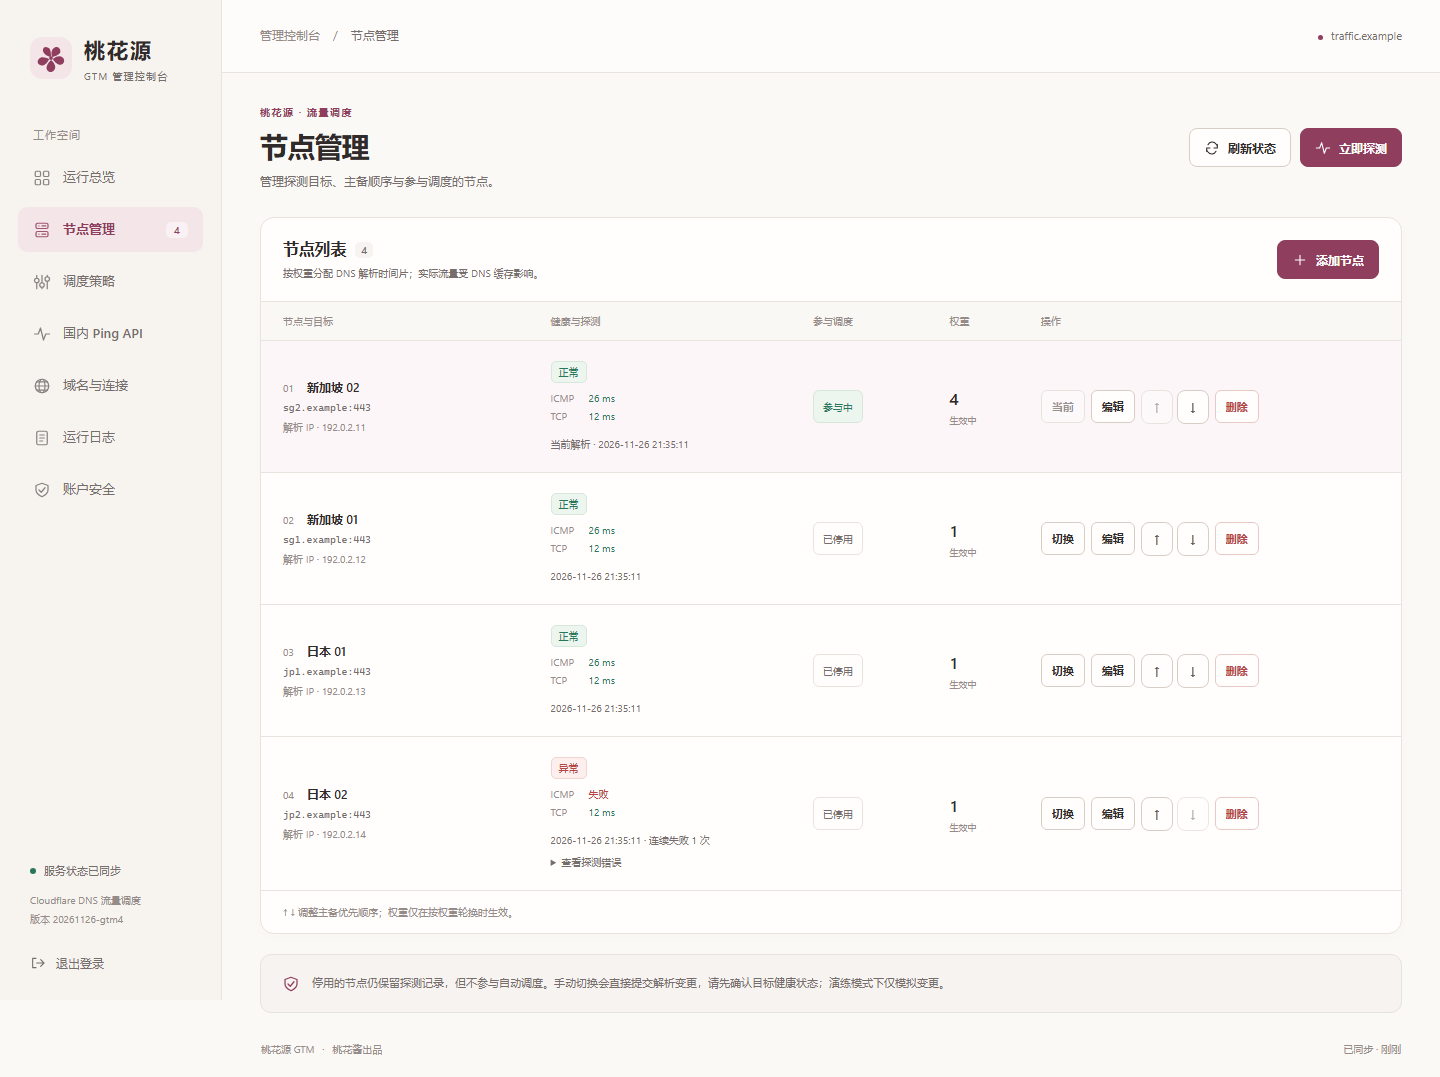 桃花源
GTM 管理控制台
工作空间
运行总览
节点管理 4
调度策略
国内 Ping API
域名与连接
运行日志
账户安全
服务状态已同步
Cloudflare DNS 流量调度
版本 20261126-gtm4
退出登录
管理控制台 / 节点管理
traffic.example
桃花源 · 流量调度
节点管理
管理探测目标、主备顺序与参与调度的节点。
刷新状态
立即探测
节点列表 4
按权重分配 DNS 解析时间片；实际流量受 DNS 缓存影响。
添加节点
节点与目标 健康与探测 参与调度 权重 操作
01 新加坡 02
sg2.example:443
解析 IP · 192.0.2.11
正常
ICMP 26 ms
TCP 12 ms
当前解析 · 2026-11-26 21:35:11
参与中
4
生效中
当前 编辑 ↑ ↓ 删除
02 新加坡 01
sg1.example:443
解析 IP · 192.0.2.12
正常
ICMP 26 ms
TCP 12 ms
2026-11-26 21:35:11
已停用
1
生效中
切换 编辑 ↑ ↓ 删除
03 日本 01
jp1.example:443
解析 IP · 192.0.2.13
正常
ICMP 26 ms
TCP 12 ms
2026-11-26 21:35:11
已停用
1
生效中
切换 编辑 ↑ ↓ 删除
04 日本 02
jp2.example:443
解析 IP · 192.0.2.14
异常
ICMP 失败
TCP 12 ms
2026-11-26 21:35:11 · 连续失败 1 次
▶ 查看探测错误
已停用
1
生效中
切换 编辑 ↑ ↓ 删除
↑ ↓ 调整主备优先顺序；权重仅在按权重轮换时生效。
停用的节点仍保留探测记录，但不参与自动调度。手动切换会直接提交解析变更，请先确认目标健康状态；演练模式下仅模拟变更。
桃花源 GTM · 桃花酱出品
已同步 · 刚刚